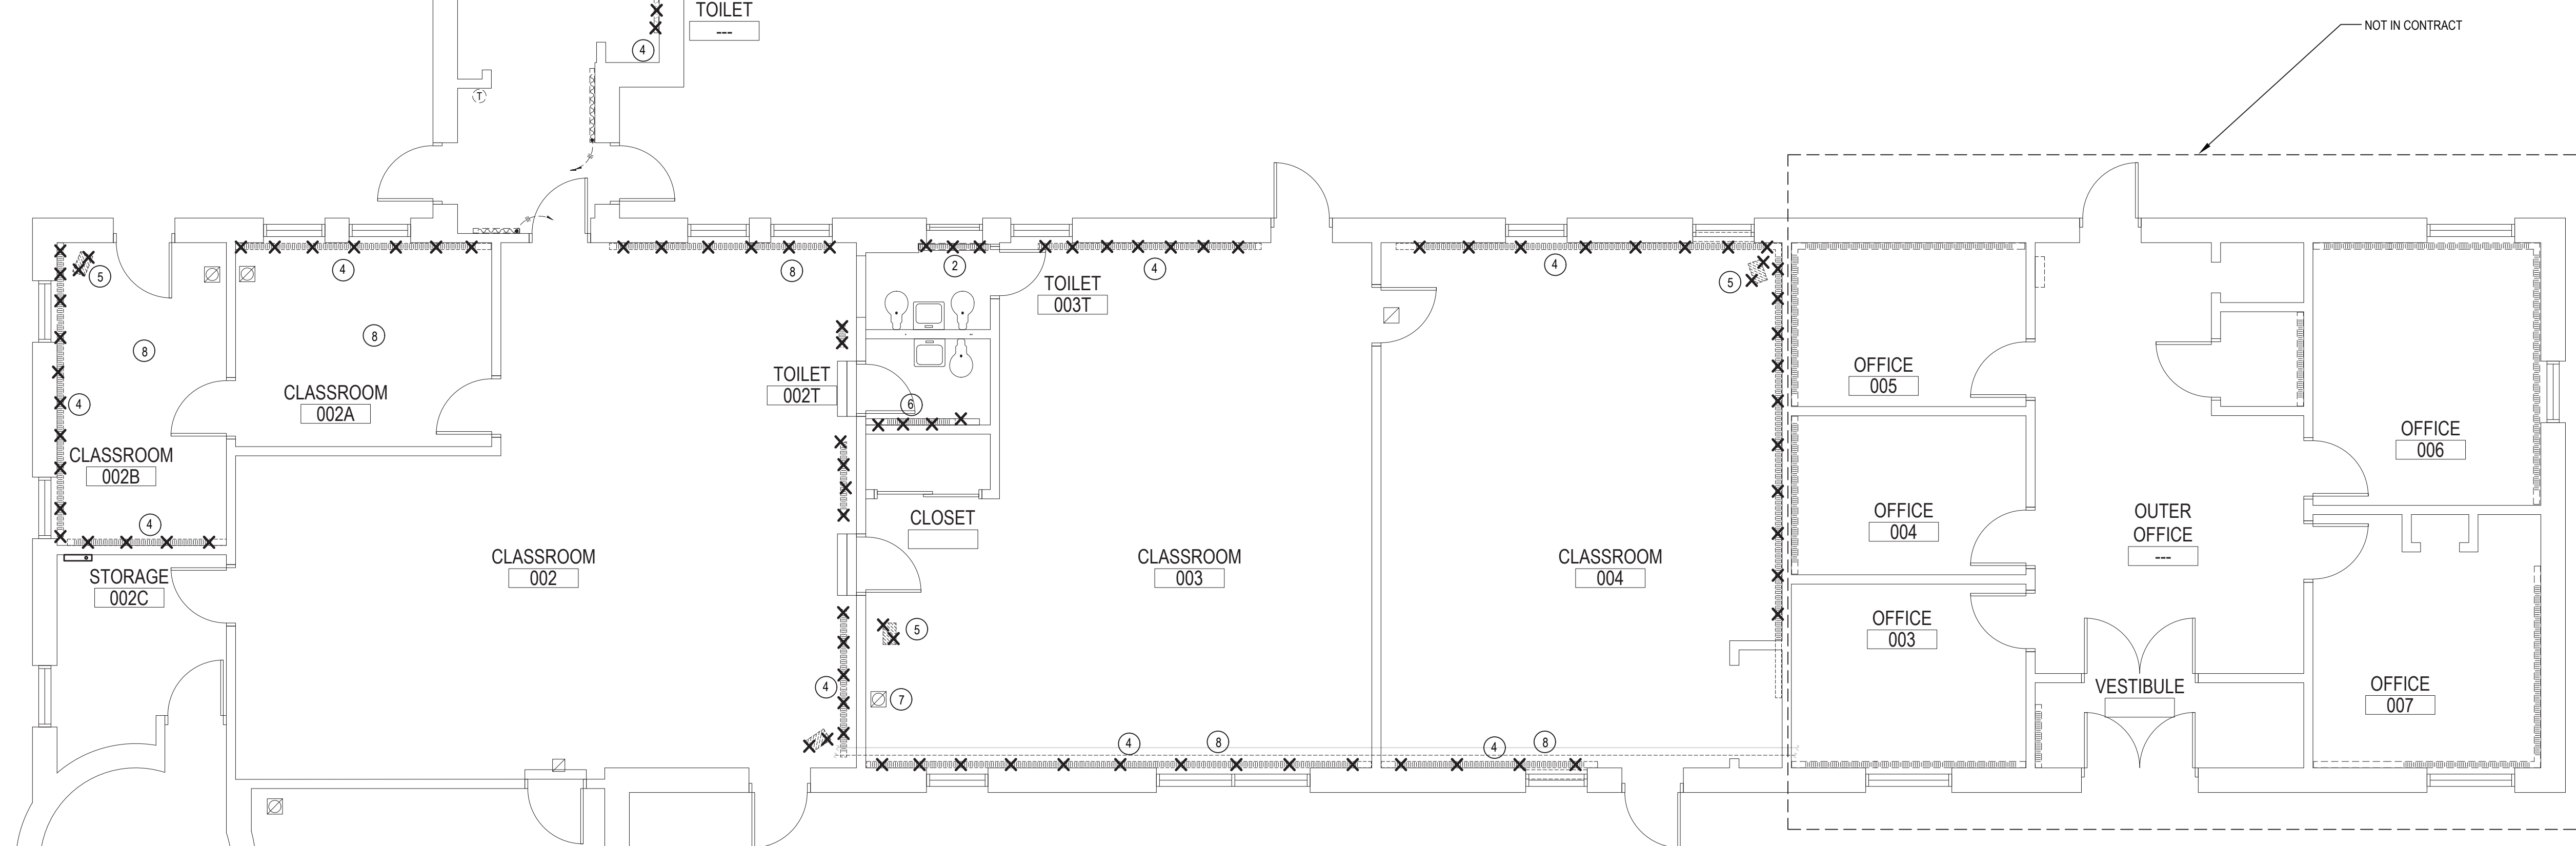 TOILET
---
4
NOT IN CONTRACT
T
5
4
8
2
4
4
5
TOILET
003T
8
8
CLASSROOM
002A
TOILET
002T
4
6
OFFICE
005
CLASSROOM
002B
4
OFFICE
006
CLOSET
OFFICE
004
OUTER
OFFICE
---
CLASSROOM
002
CLASSROOM
003
CLASSROOM
004
STORAGE
002C
5
OFFICE
003
4
7
VESTIBULE
OFFICE
007
4
8
4
8